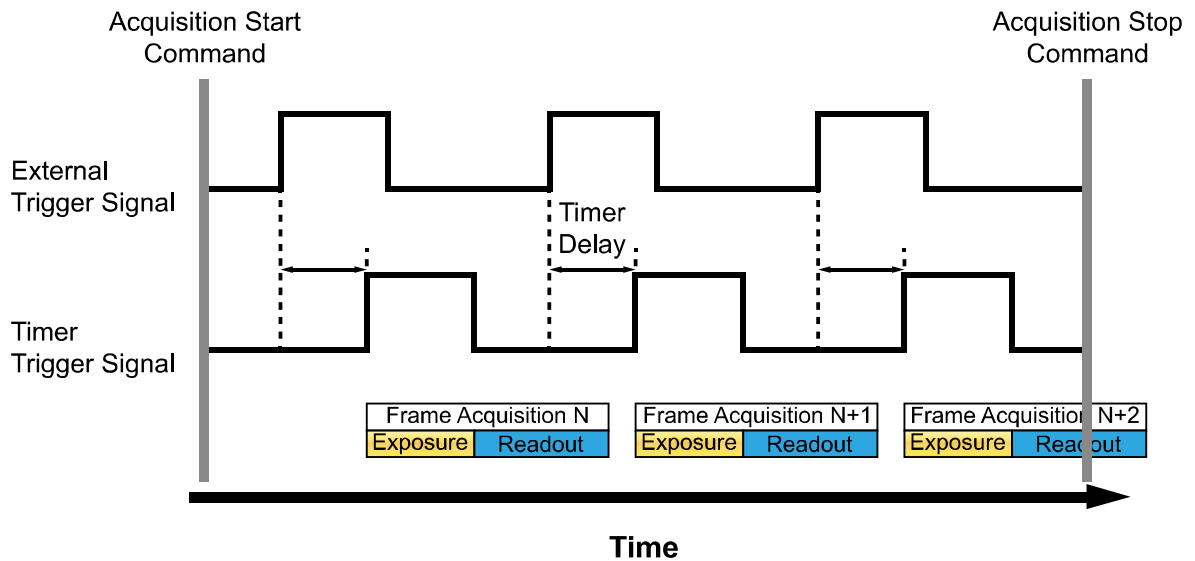 Acquisition Start
Command
Acquisition Stop
Command
External
Trigger Signal
Timer
Delay
Timer
Trigger Signal
Frame Acquisition N
Exposure
Readout
Frame Acquisition N+1
Exposure
Readout
Frame Acquisition N+2
Exposure
Readout
Time